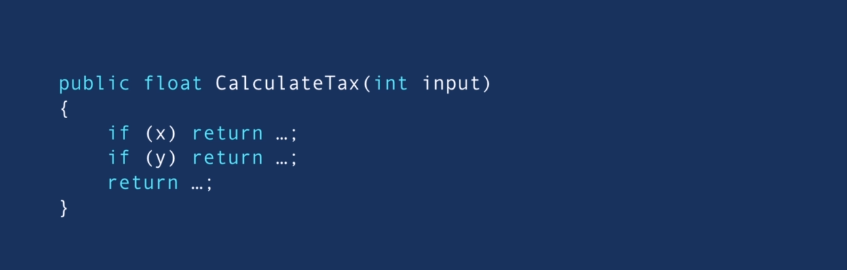 public float CalculateTax(int input)
{
    if (x) return …;
    if (y) return …;
    return …;
}